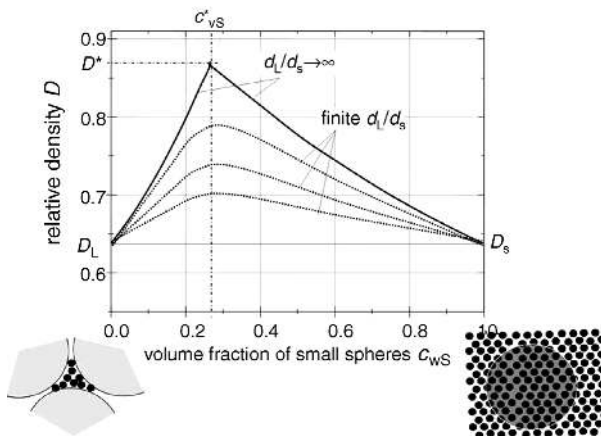 c*vS
0.9
D*
dL/ds→∞
0.8
finite dL/ds
relative density D
0.7
DL
Ds
0.6
0.0
0.2
0.4
0.6
0.8
1.0
volume fraction of small spheres cwS